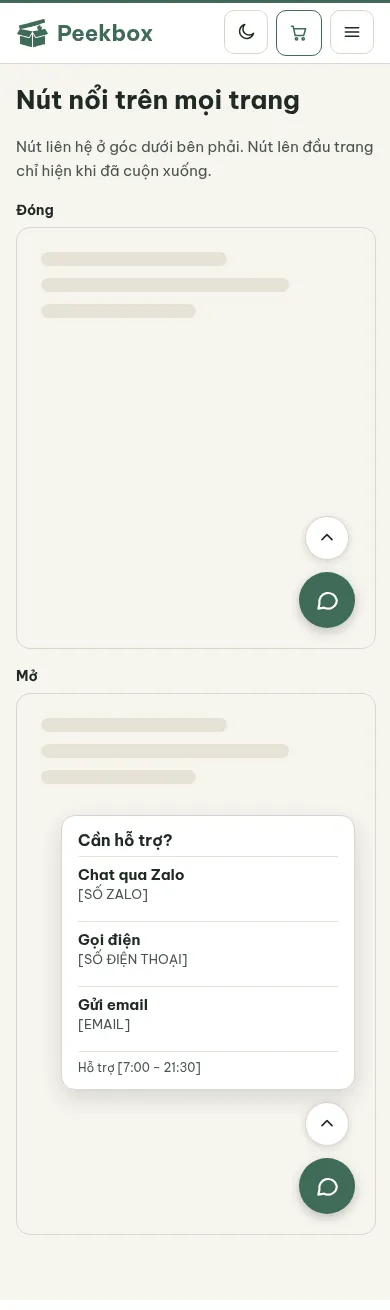 Peekbox
Nút nổi trên mọi trang
Nút liên hệ ở góc dưới bên phải. Nút lên đầu trang
chỉ hiện khi đã cuộn xuống.
Đóng
Mở
Cần hỗ trợ?
Chat qua Zalo
[SỐ ZALO]
Gọi điện
[SỐ ĐIỆN THOẠI]
Gửi email
[EMAIL]
Hỗ trợ [7:00 – 21:30]